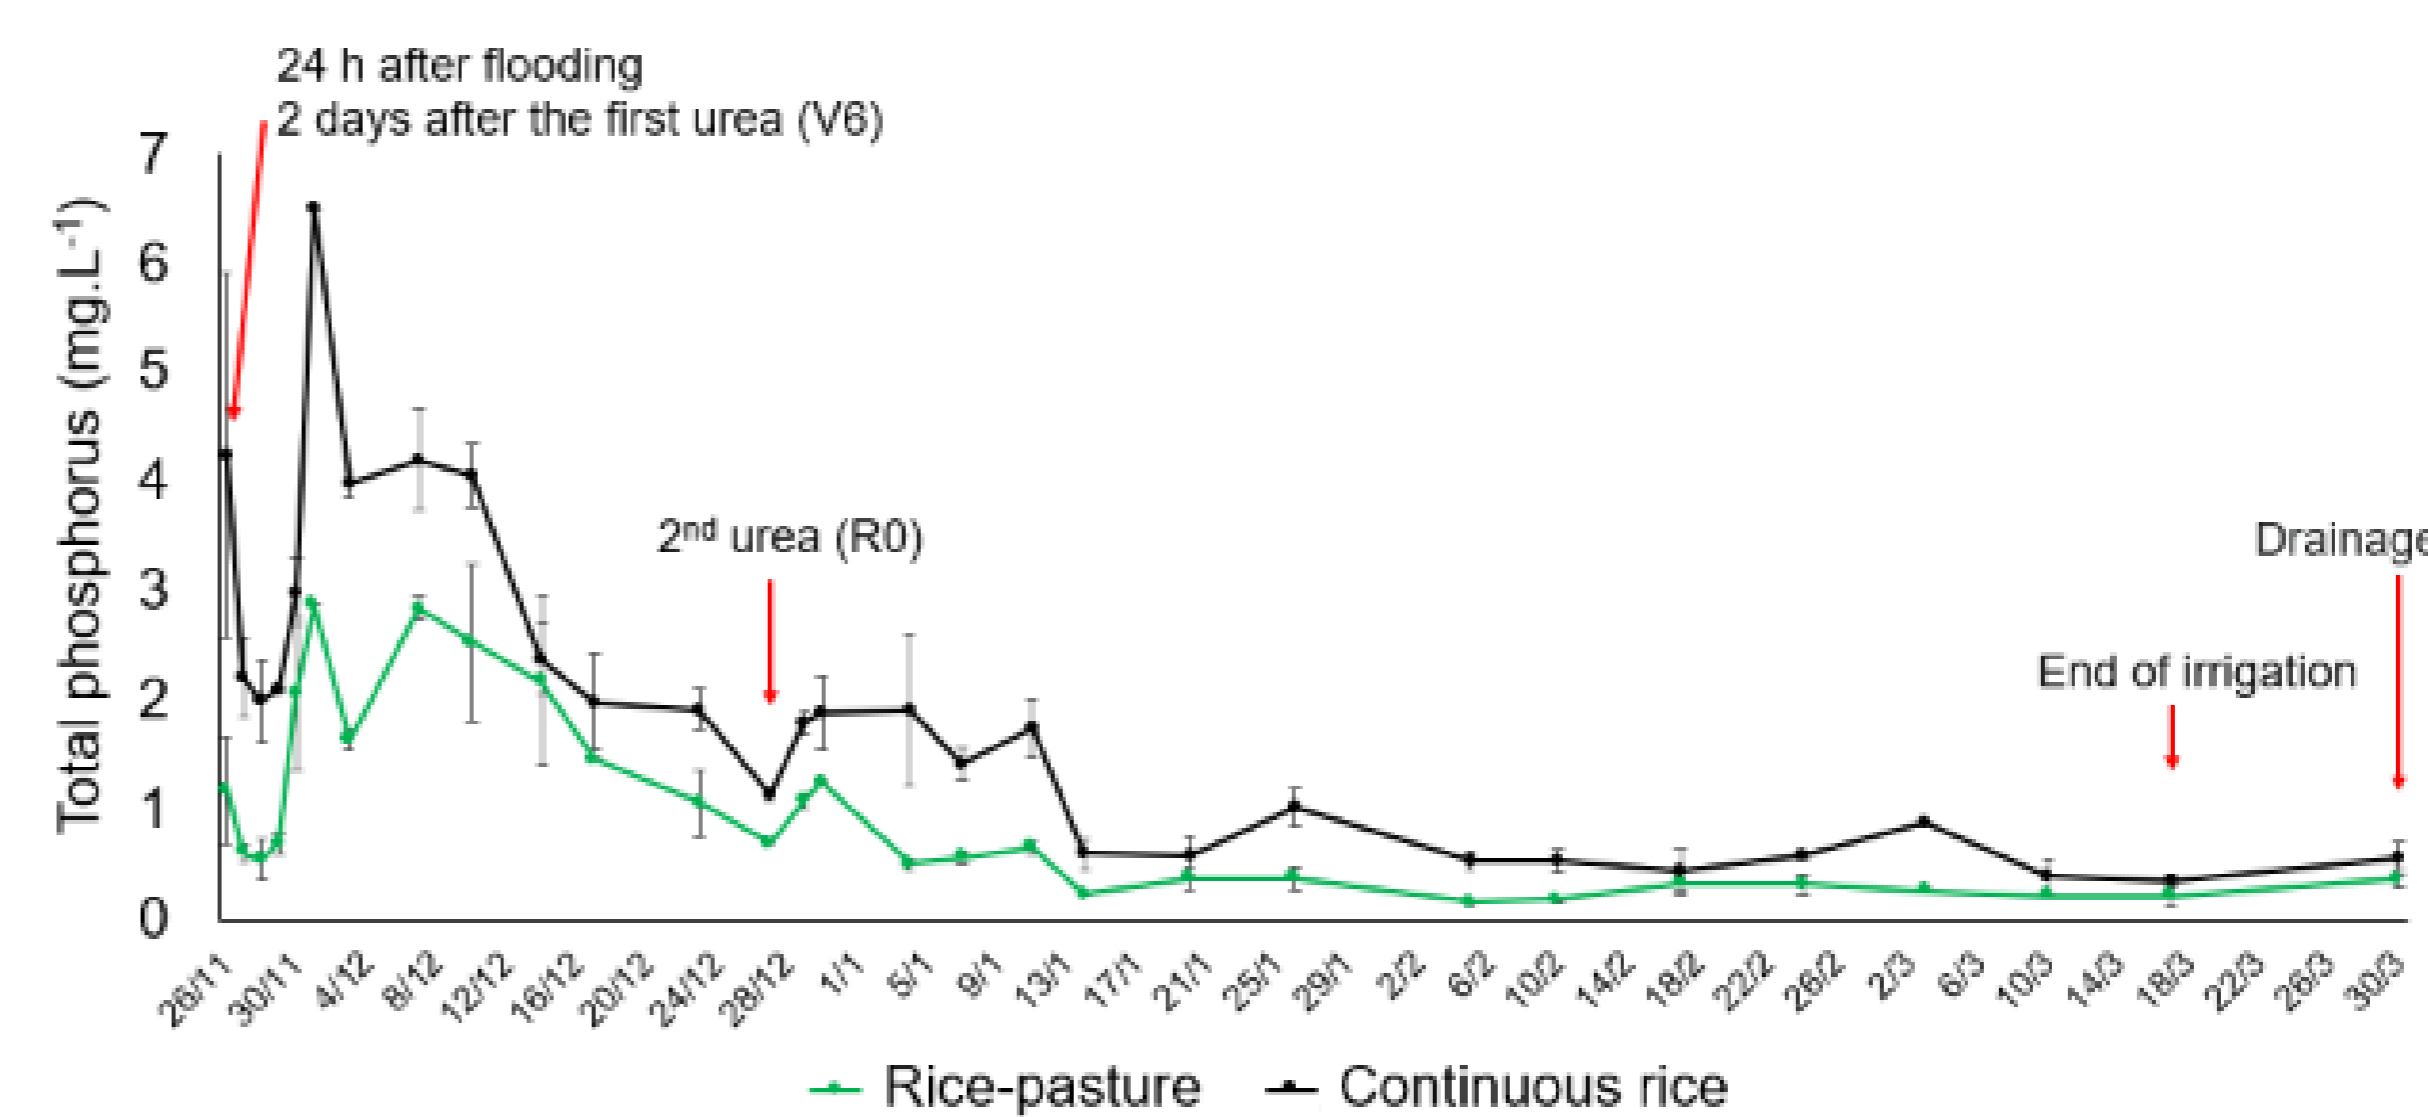 24 h after flooding
2 days after the first urea (V6)
7
6
5
4
3
2
1
0
Total phosphorus (mg.L-1)
2nd urea (R0)
Drainage
End of irrigation
26/11 30/11 4/12 8/12 12/12 16/12 20/12 24/12 28/12 1/1 5/1 9/1 13/1 17/1 21/1 25/1 29/1 2/2 6/2 10/2 14/2 18/2 22/2 26/2 2/3 6/3 10/3 14/3 18/3 22/3 26/3 30/3
Rice-pasture Continuous rice